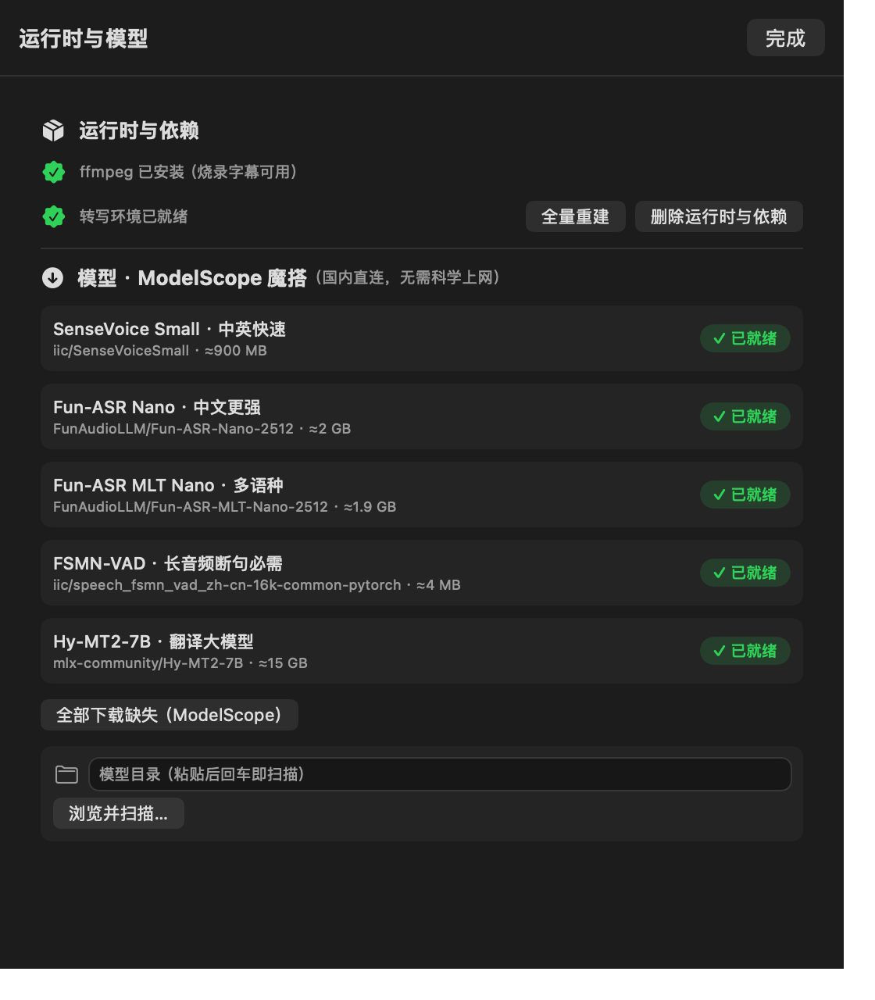 运行时与模型
完成
运行时与依赖
ffmpeg 已安装（烧录字幕可用）
转写环境已就绪
全量重建
删除运行时与依赖
模型 · ModelScope 魔搭（国内直连，无需科学上网）
SenseVoice Small · 中英快速
iic/SenseVoiceSmall · ≈900 MB
✓ 已就绪
Fun-ASR Nano · 中文更强
FunAudioLLM/Fun-ASR-Nano-2512 · ≈2 GB
✓ 已就绪
Fun-ASR MLT Nano · 多语种
FunAudioLLM/Fun-ASR-MLT-Nano-2512 · ≈1.9 GB
✓ 已就绪
FSMN-VAD · 长音频断句必需
iic/speech_fsmn_vad_zh-cn-16k-common-pytorch · ≈4 MB
✓ 已就绪
Hy-MT2-7B · 翻译大模型
mlx-community/Hy-MT2-7B · ≈15 GB
✓ 已就绪
全部下载缺失（ModelScope）
模型目录（粘贴后回车即扫描）
浏览并扫描...